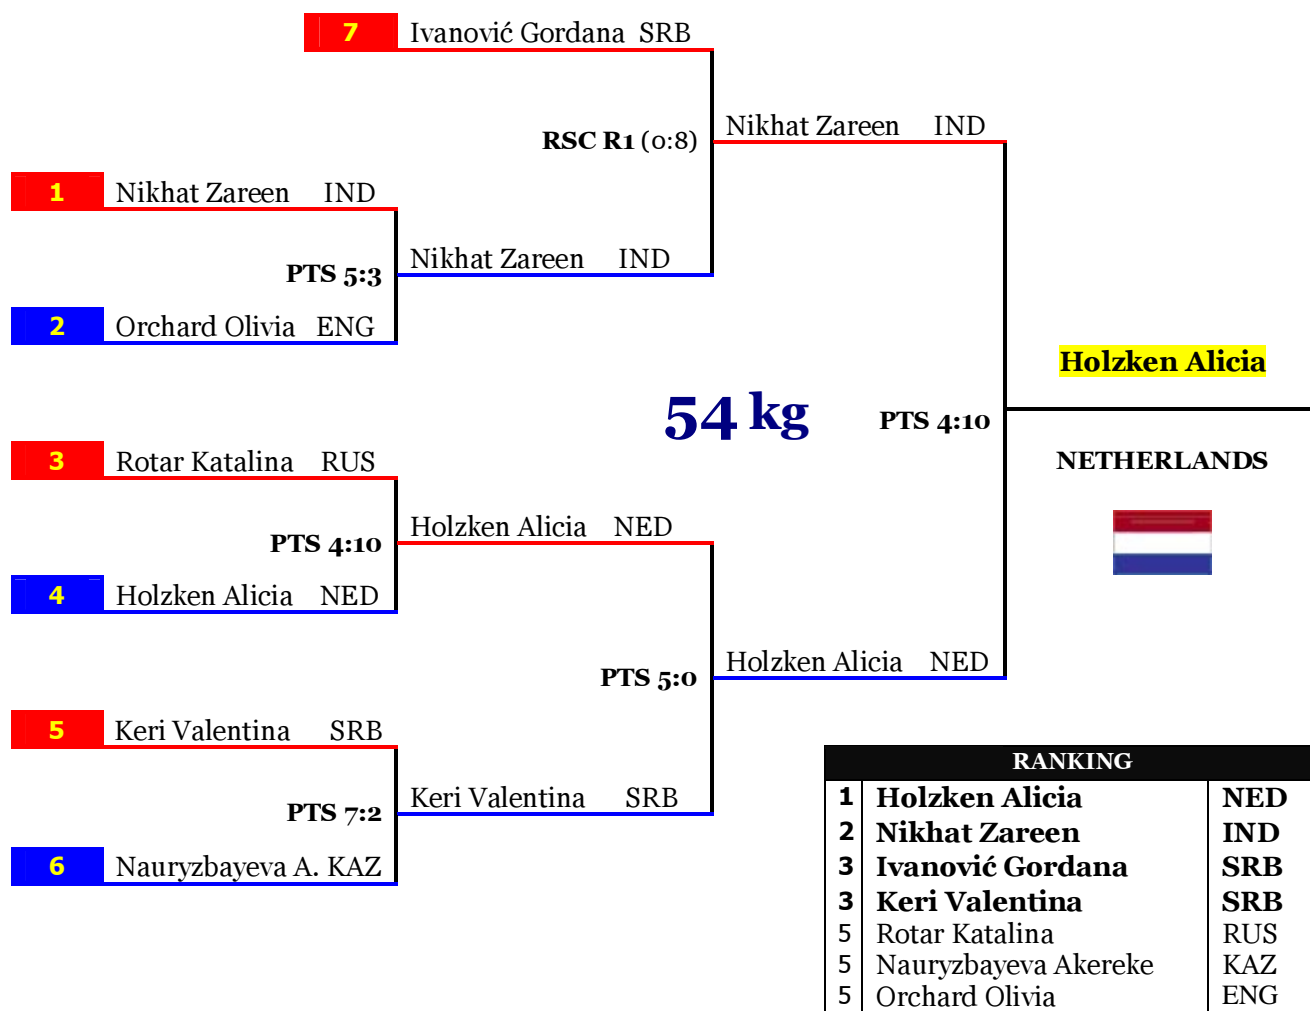 7 Ivanović Gordana SRB
Nikhat Zareen IND
RSC R1 (0:8)
1 Nikhat Zareen IND
Nikhat Zareen IND
PTS 5:3
2 Orchard Olivia ENG
Holzken Alicia
54 kg
PTS 4:10
NETHERLANDS
3 Rotar Katalina RUS
Holzken Alicia NED
PTS 4:10
4 Holzken Alicia NED
Holzken Alicia NED
PTS 5:0
5 Keri Valentina SRB
Keri Valentina SRB
PTS 7:2
6 Nauryzbayeva A. KAZ
RANKING
1 Holzken Alicia NED
2 Nikhat Zareen IND
3 Ivanović Gordana SRB
3 Keri Valentina SRB
5 Rotar Katalina RUS
5 Nauryzbayeva Akereke KAZ
5 Orchard Olivia ENG